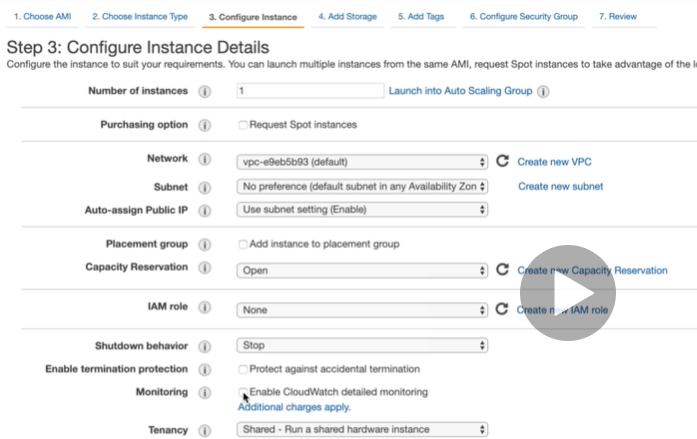 1. Choose AMI 2. Choose Instance Type 3. Configure Instance 4. Add Storage 5. Add Tags 6. Configure Security Group 7. Review
Step 3: Configure Instance Details
Configure the instance to suit your requirements. You can launch multiple instances from the same AMI, request Spot instances to take advantage of the
Number of instances 1 Launch into Auto Scaling Group
Purchasing option Request Spot instances
Network vpc-e9eb5b93 (default) Create new VPC
Subnet No preference (default subnet in any Availability Zon Create new subnet
Auto-assign Public IP Use subnet setting (Enable)
Placement group Add instance to placement group
Capacity Reservation Open Create new Capacity Reservation
IAM role None Create new IAM role
Shutdown behavior Stop
Enable termination protection Protect against accidental termination
Monitoring Enable CloudWatch detailed monitoring
Additional charges apply.
Tenancy Shared - Run a shared hardware instance